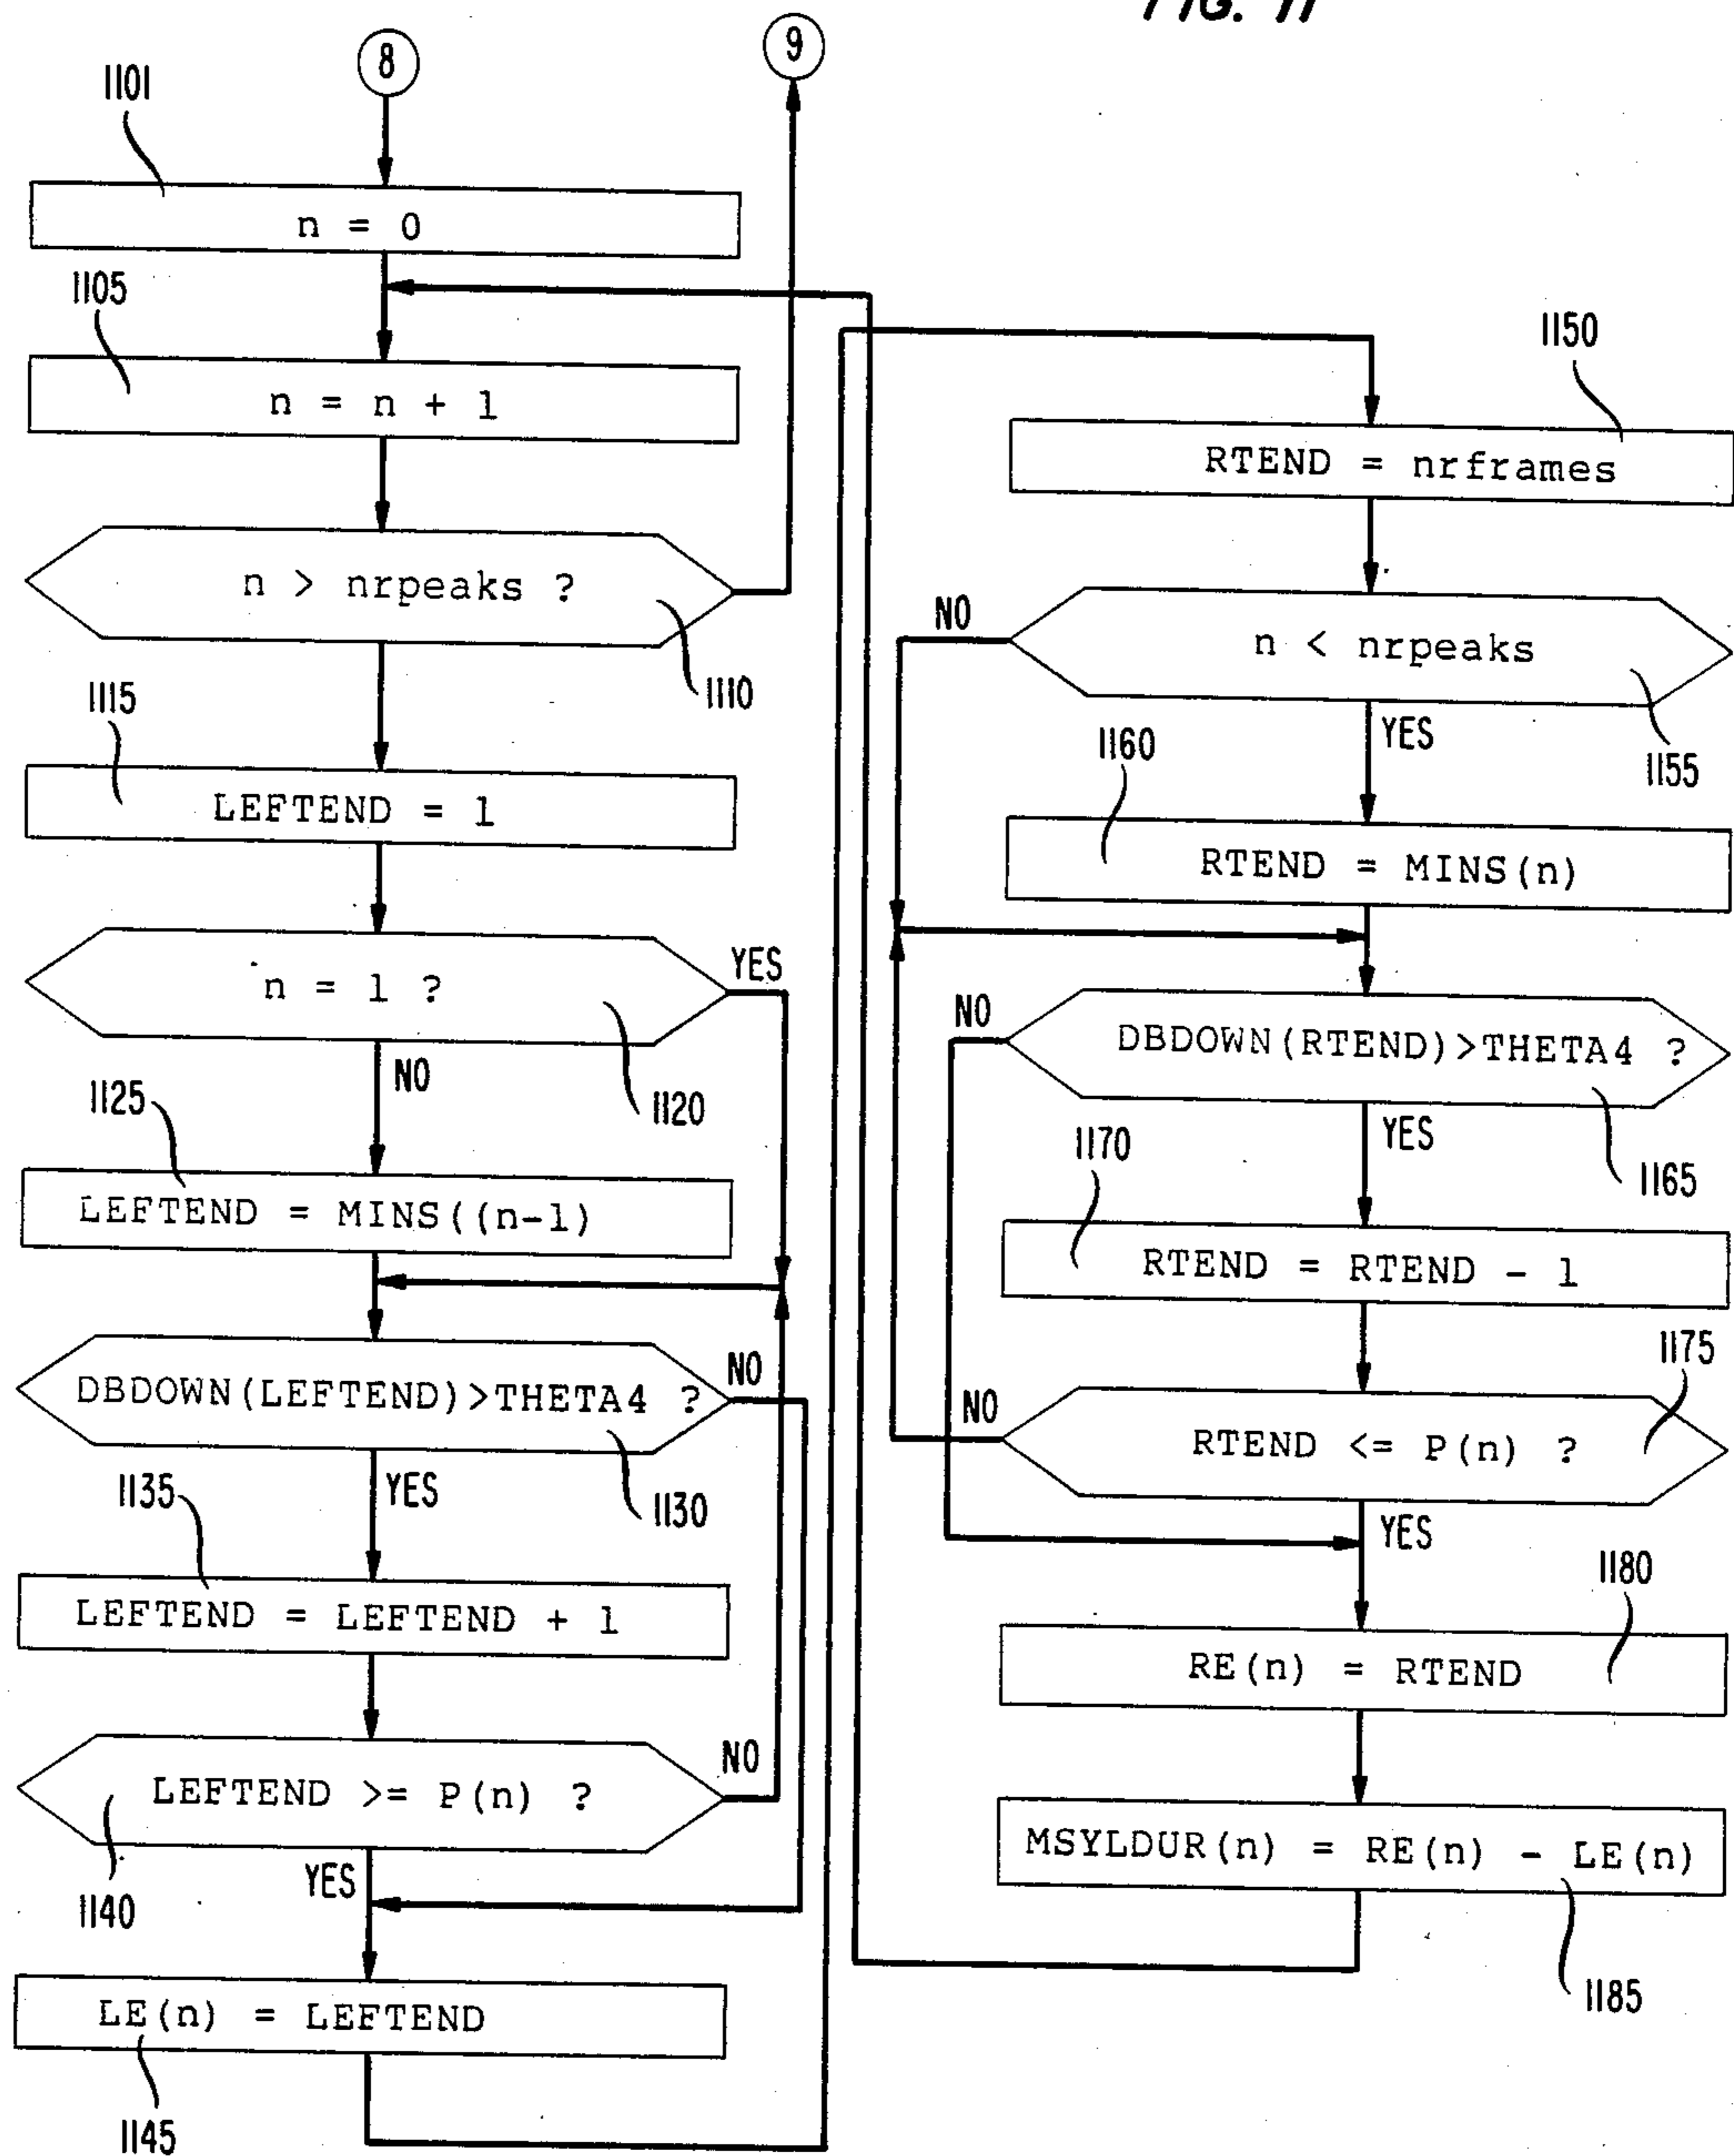 FIG. 11
8
9
1101
n = 0
1105
n = n + 1
n > nrpeaks ?
1110
1115
LEFTEND = 1
n = 1 ?
YES
1120
NO
1125
LEFTEND = MINS((n-1)
DBDOWN(LEFTEND)>THETA4 ?
NO
1130
YES
1135
LEFTEND = LEFTEND + 1
LEFTEND >= P(n) ?
NO
1140
YES
LE(n) = LEFTEND
1145
1150
RTEND = nrframes
NO
n < nrpeaks
1155
YES
1160
RTEND = MINS(n)
NO
DBDOWN(RTEND)>THETA4 ?
1165
YES
1170
RTEND = RTEND - 1
1175
NO
RTEND <= P(n) ?
YES
1180
RE(n) = RTEND
MSYLDUR(n) = RE(n) - LE(n)
1185